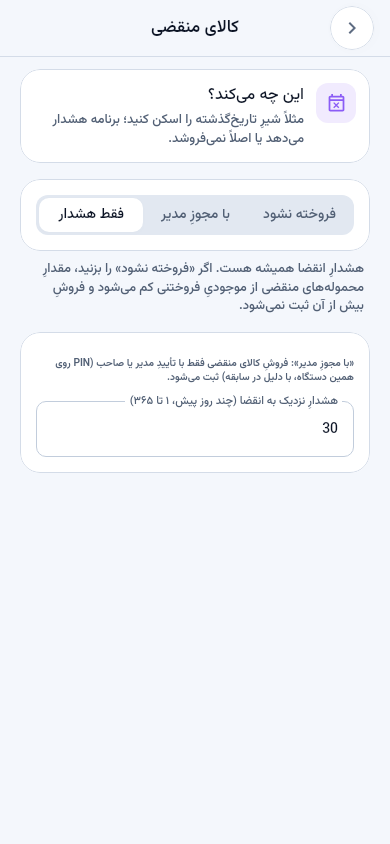 کالای منقضی
این چه می‌کند؟
مثلاً شیرِ تاریخ‌گذشته را اسکن کنید؛ برنامه هشدار
می‌دهد یا اصلاً نمی‌فروشد.
فروخته نشود
با مجوزِ مدیر
فقط هشدار
هشدارِ انقضا همیشه هست. اگر «فروخته نشود» را بزنید، مقدارِ
محموله‌های منقضی از موجودیِ فروختنی کم می‌شود و فروشِ
بیش از آن ثبت نمی‌شود.
«با مجوزِ مدیر»: فروشِ کالای منقضی فقط با تأییدِ مدیر یا صاحب (PIN روی
همین دستگاه، با دلیل در سابقه) ثبت می‌شود.
هشدارِ نزدیک به انقضا (چند روز پیش، ۱ تا ۳۶۵)
30